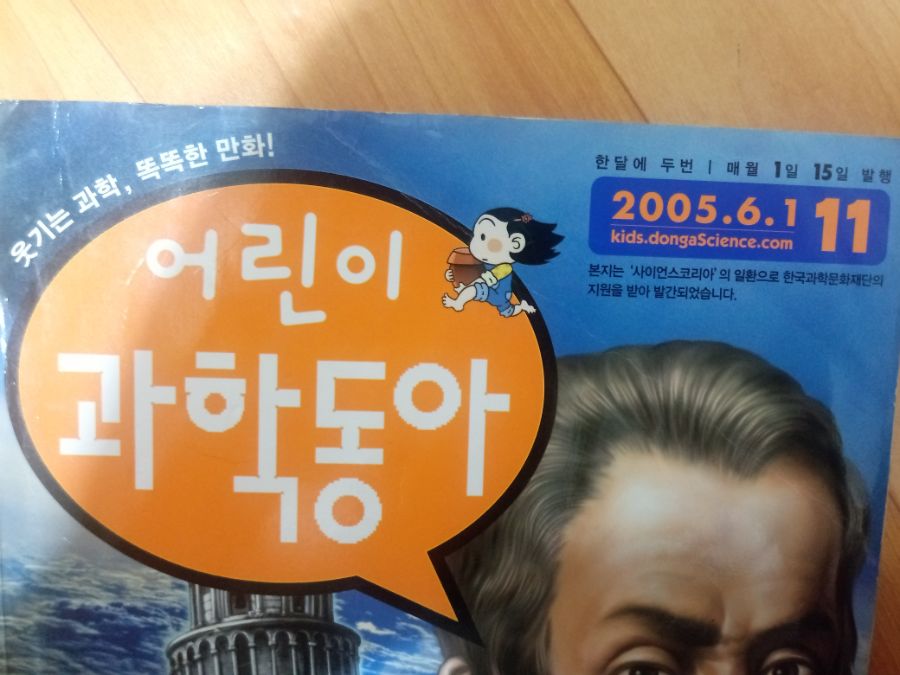 웃기는 과학, 똑똑한 만화!
어린이
과학동아
한달에 두번 | 매월 1일 15일 발행
2005.6.1
kids.dongaScience.com
11
본지는 '사이언스코리아'의 일환으로 한국과학문화재단의
지원을 받아 발간되었습니다.